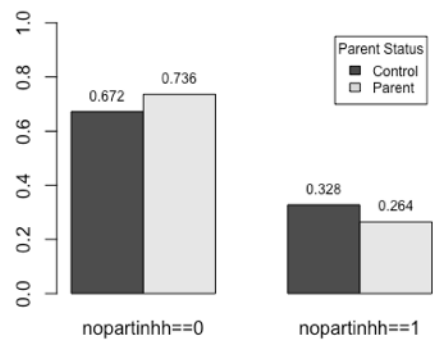 1.0
0.8
0.6
0.4
0.2
0.0
Parent Status
Control
Parent
0.672
0.736
0.328
0.264
nopartinhh==0
nopartinhh==1